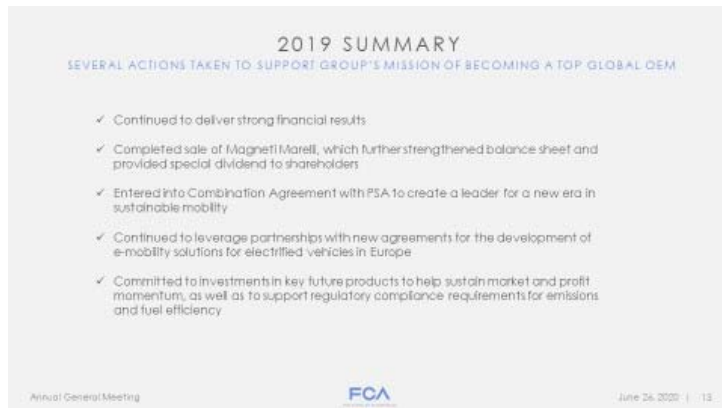 2019 SUMMARY
SEVERAL ACTIONS TAKEN TO SUPPORT GROUP'S MISSION OF BECOMING A TOP GLOBAL OEM
✓ Continued to deliver strong financial results
✓ Completed sale of Magneti Marelli, which further strengthened balance sheet and
provided special dividend to shareholders
✓ Entered into Combination Agreement with PSA to create a leader for a new era in
sustainable mobility
✓ Continued to leverage partnerships with new agreements for the development of
e-mobility solutions for electrified vehicles in Europe
✓ Committed to investments in key future products to help sustain market and profit
momentum, as well as to support regulatory compliance requirements for emissions
and fuel efficiency
Annual General Meeting
FCA
June 26, 2020 | 13